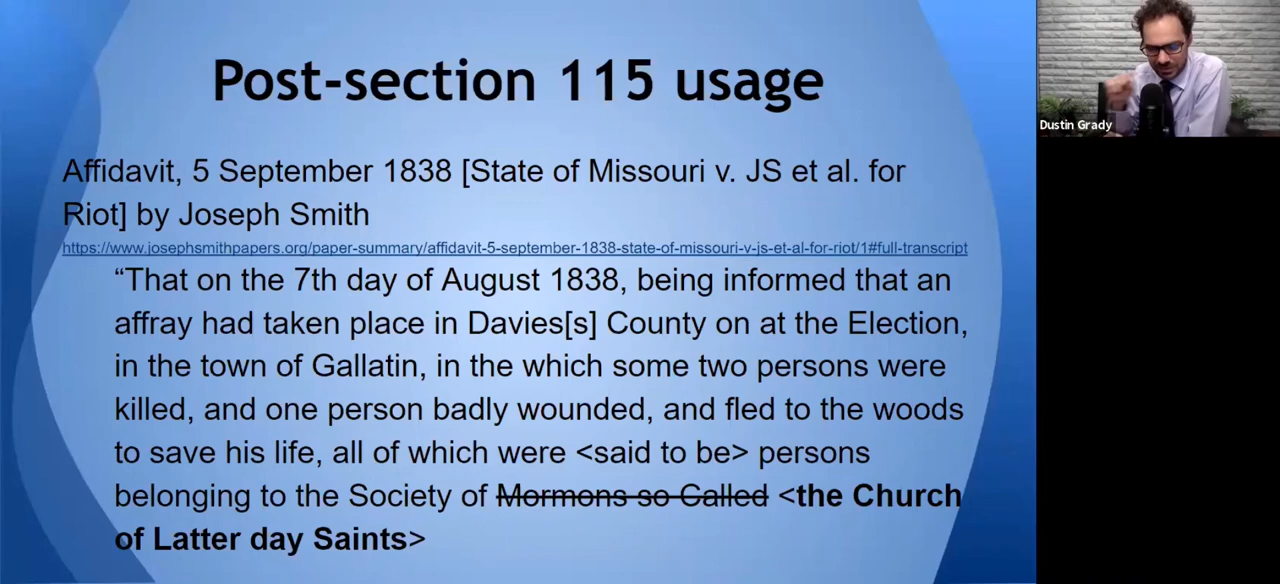 Post-section 115 usage
Dustin Grady
Affidavit, 5 September 1838 [State of Missouri v. JS et al. for
Riot] by Joseph Smith
https://www.josephsmithpapers.org/paper-summary/affidavit-5-september-1838-state-of-missouri-v-js-et-al-for-riot/1#full-transcript
“That on the 7th day of August 1838, being informed that an
affray had taken place in Davies[s] County on at the Election,
in the town of Gallatin, in the which some two persons were
killed, and one person badly wounded, and fled to the woods
to save his life, all of which were <said to be> persons
belonging to the Society of Mormons so Called <the Church
of Latter day Saints>